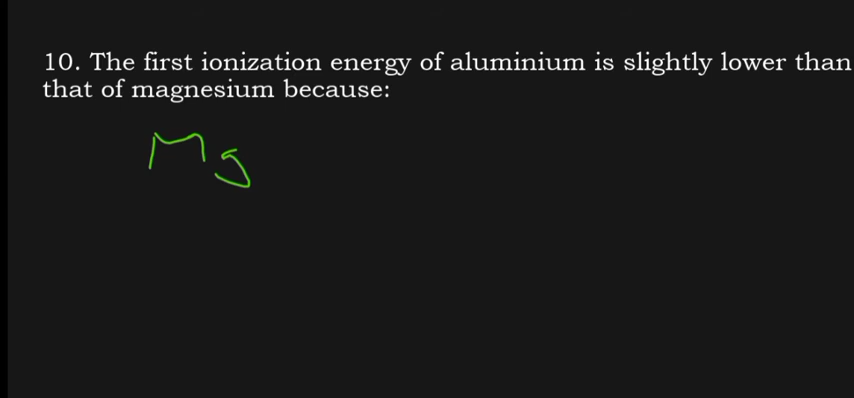 10. The first ionization energy of aluminium is slightly lower than
that of magnesium because:
Mg